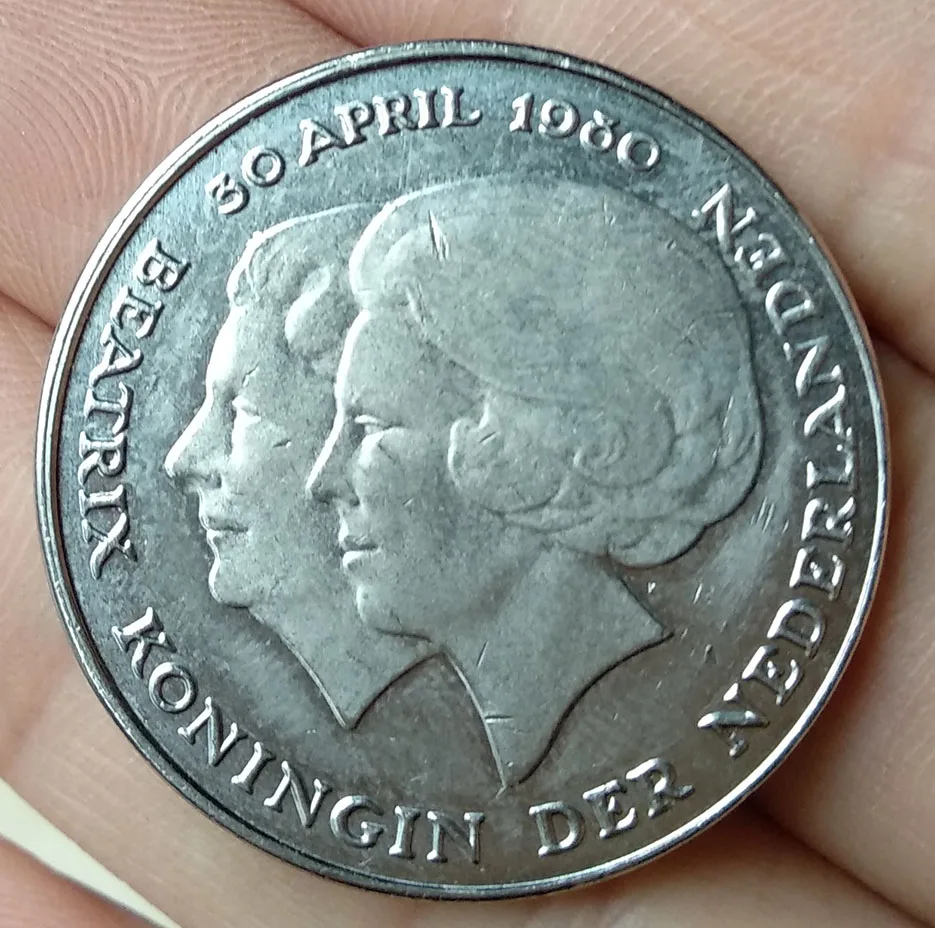 30 APRIL 1980
BEATRIX KONINGIN DER NEDERLANDEN